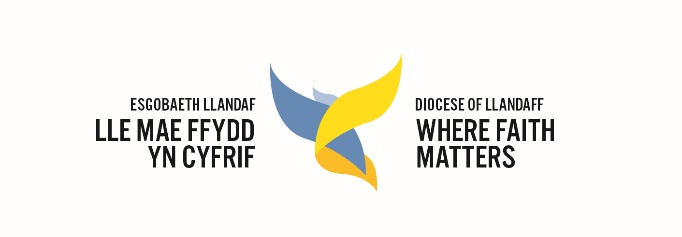 ESGOBAETH LLANDAF
LLE MAE FFYDD
YN CYFRIF
DIOCESE OF LLANDAFF
WHERE FAITH
MATTERS